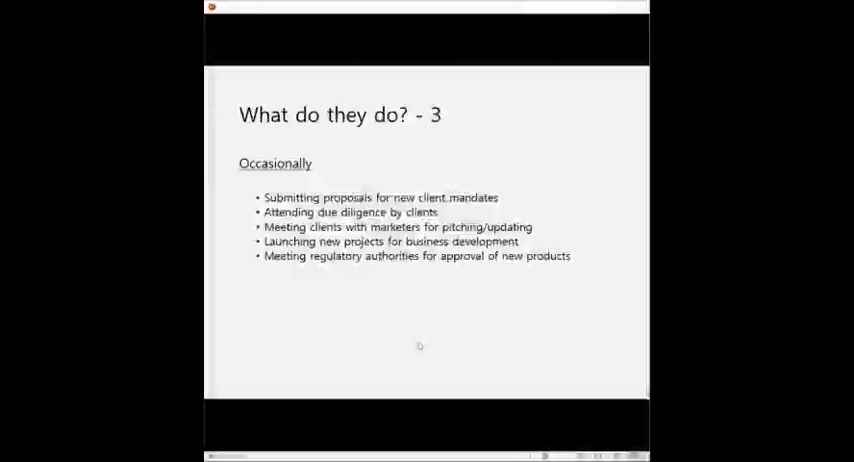 What do they do? - 3
Occasionally
• Submitting proposals for new client mandates
• Attending due diligence by clients
• Meeting clients with marketers for pitching/updating
• Launching new projects for business development
• Meeting regulatory authorities for approval of new products